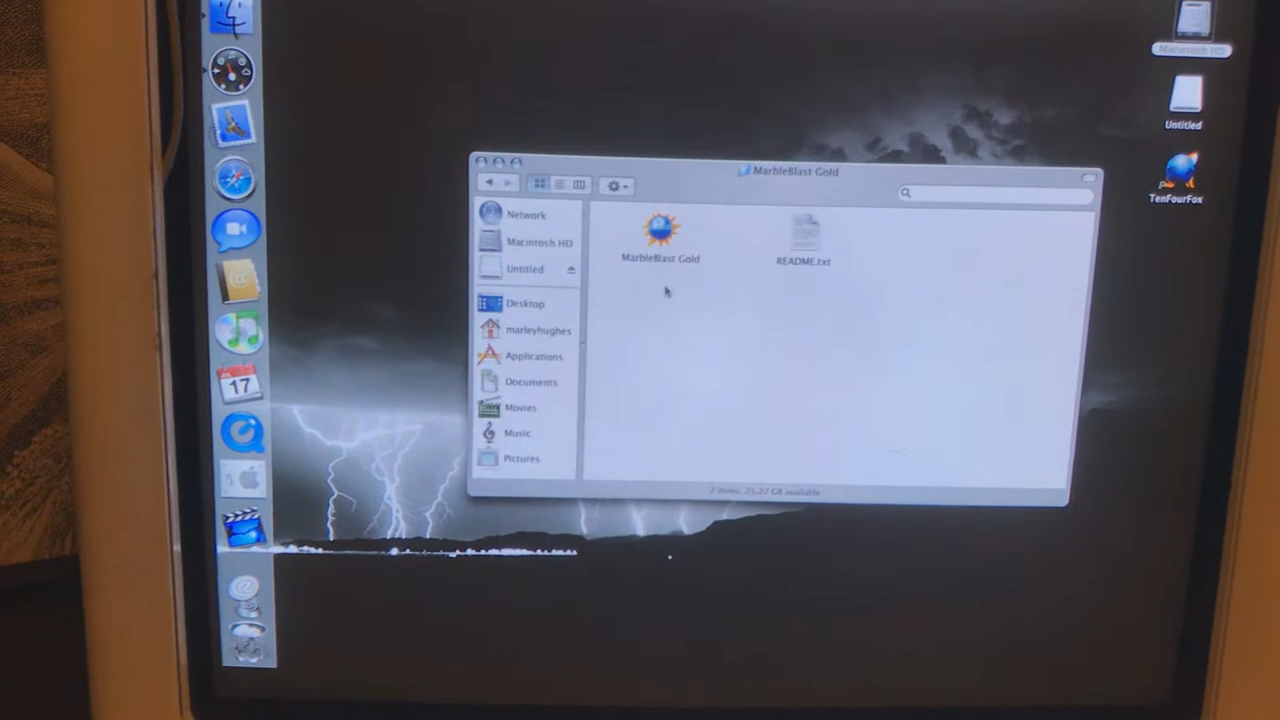 Macintosh HD
Untitled
TenFourFox
MarbleBlast Gold
Network
Macintosh HD
Untitled
Desktop
marleyhughes
Applications
Documents
Movies
Music
Pictures
MarbleBlast Gold
README.txt
2 items, 25.27 GB available
17